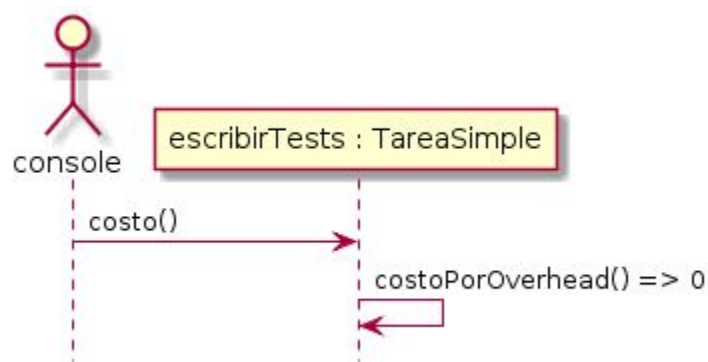 console
escribirTests : TareaSimple
costo()
costoPorOverhead() => 0